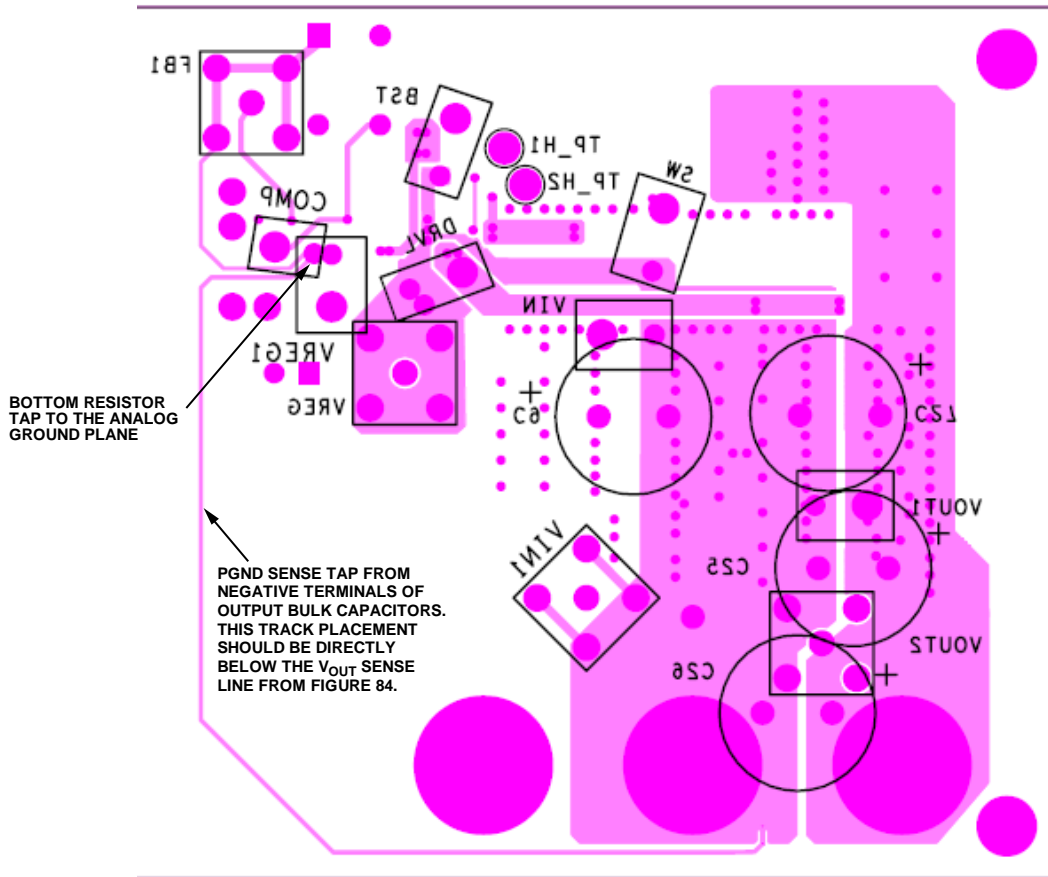 FB1
BST
TP_H1
TP_H2
SW
COMP
DRVL
VIN
VREG1
VREG
+
C6
+
C27
BOTTOM RESISTOR
TAP TO THE ANALOG
GROUND PLANE
VOUT1
+
VIN1
C25
PGND SENSE TAP FROM
NEGATIVE TERMINALS OF
OUTPUT BULK CAPACITORS.
THIS TRACK PLACEMENT
SHOULD BE DIRECTLY
BELOW THE VOUT SENSE
LINE FROM FIGURE 84.
VOUT2
C26
+